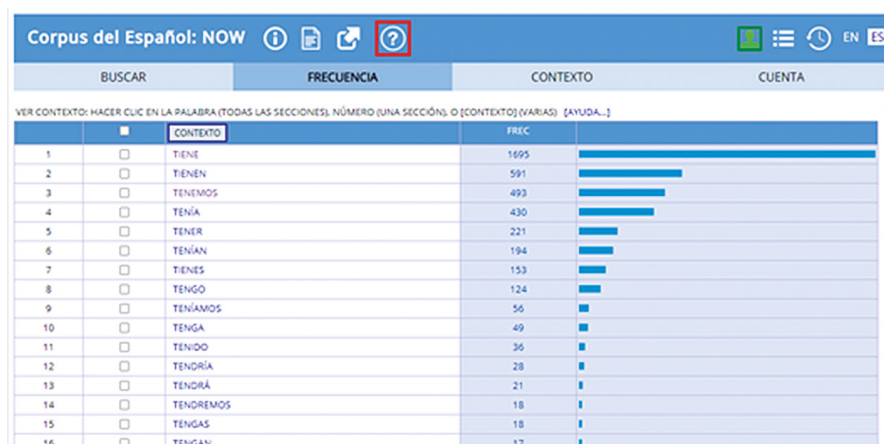 Corpus del Español: NOW
EN ES
BUSCAR FRECUENCIA CONTEXTO CUENTA
VER CONTEXTO: HACER CLIC EN LA PALABRA (TODAS LAS SECCIONES), NÚMERO (UNA SECCIÓN), O [CONTEXTO] (VARIAS) [AYUDA...]
CONTEXTO FREC
1 TIENE 1695
2 TIENEN 591
3 TENEMOS 493
4 TENÍA 430
5 TENER 221
6 TENÍAN 194
7 TIENES 153
8 TENGO 124
9 TENÍAMOS 56
10 TENGA 49
11 TENIDO 36
12 TENDRÍA 28
13 TENDRÁ 21
14 TENDREMOS 18
15 TENGAS 18
16 TENGAN 17